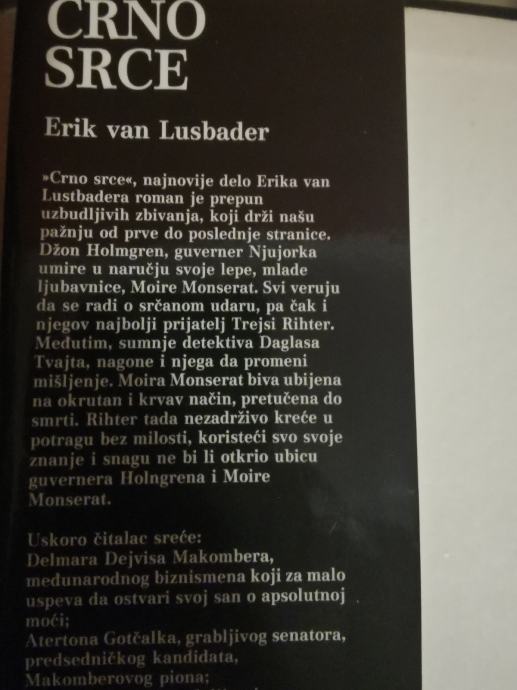 CRNO
SRCE
Erik van Lusbader
»Crno srce«, najnovije delo Erika van
Lustbadera roman je prepun
uzbudljivih zbivanja, koji drži našu
pažnju od prve do poslednje stranice.
Džon Holmgren, guverner Njujorka
umire u naručju svoje lepe, mlade
ljubavnice, Moire Monserat. Svi veruju
da se radi o srčanom udaru, pa čak i
njegov najbolji prijatelj Trejsi Rihter.
Međutim, sumnje detektiva Daglasa
Tvajta, nagone i njega da promeni
mišljenje. Moira Monserat biva ubijena
na okrutan i krvav način, pretučena do
smrti. Rihter tada nezadrživo kreće u
potragu bez milosti, koristeći svo svoje
znanje i snagu ne bi li otkrio ubicu
guvernera Holngrena i Moire
Monserat.
Uskoro čitalac sreće:
Delmara Dejvisa Makombera,
međunarodnog biznismena koji za malo
uspeva da ostvari svoj san o apsolutnoj
moći;
Atertona Gotčalka, grabljivog senatora,
predsedničkog kandidata,
Makomberovog piona;